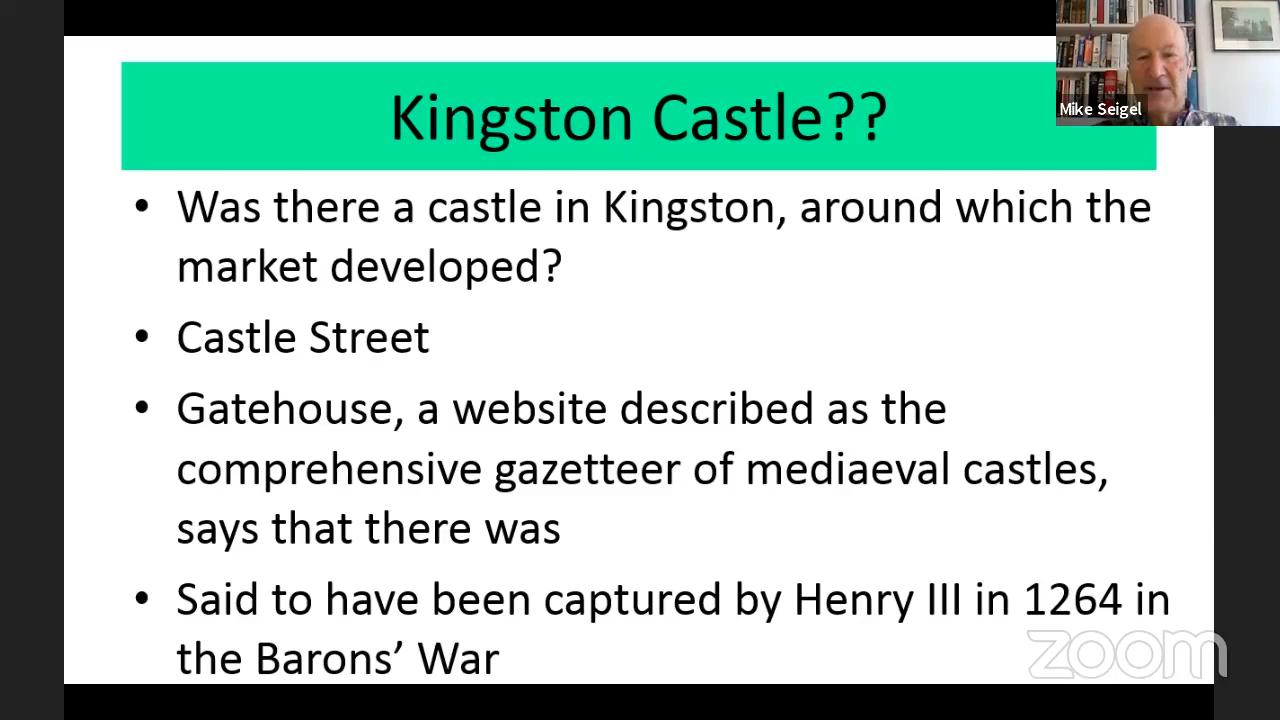 Kingston Castle??
Mike Seigel
• Was there a castle in Kingston, around which the
market developed?
• Castle Street
• Gatehouse, a website described as the
comprehensive gazetteer of mediaeval castles,
says that there was
• Said to have been captured by Henry III in 1264 in
the Barons’ War
zoom